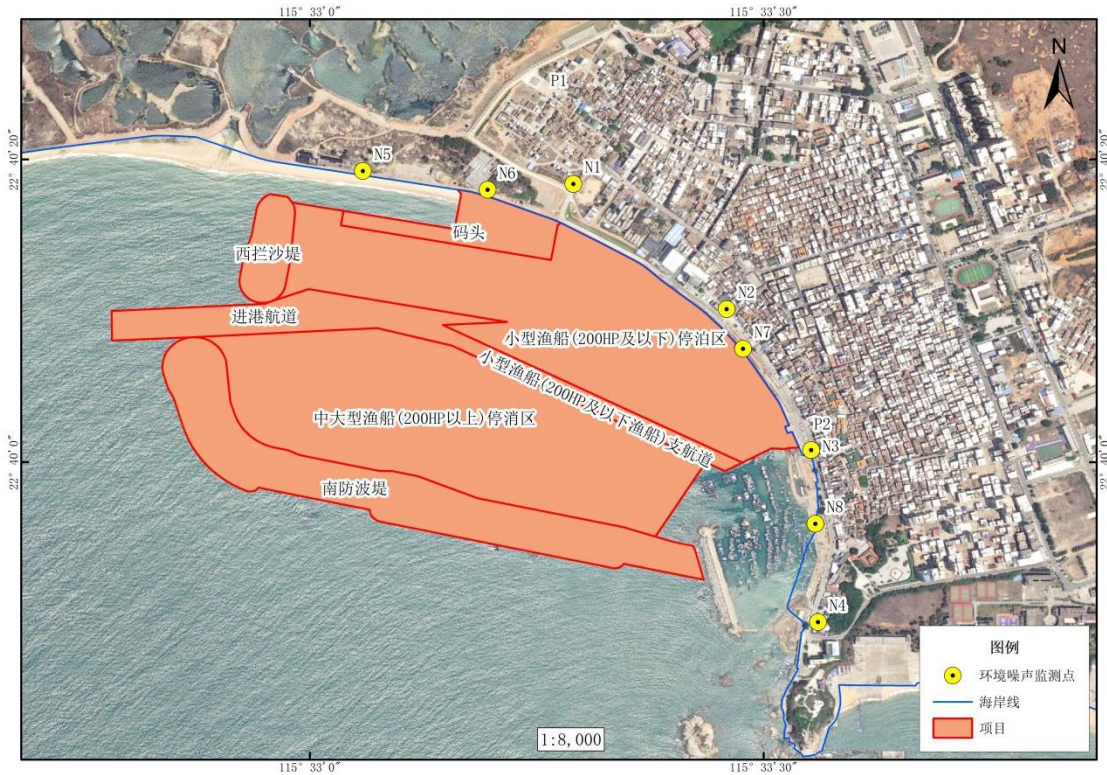 115° 33′ 0″
115° 33′ 30″
N
P1
22° 40′ 20″
22° 40′ 20″
N5
N6
N1
码头
西拦沙堤
进港航道
N2
小型渔船(200HP及以下)停泊区
N7
小型渔船(200HP及以下渔船)支航道
中大型渔船(200HP以上)停消区
P2
N3
22° 40′ 0″
22° 40′ 0″
南防波堤
N8
N4
图例
环境噪声监测点
海岸线
项目
1:8,000
115° 33′ 0″
115° 33′ 30″